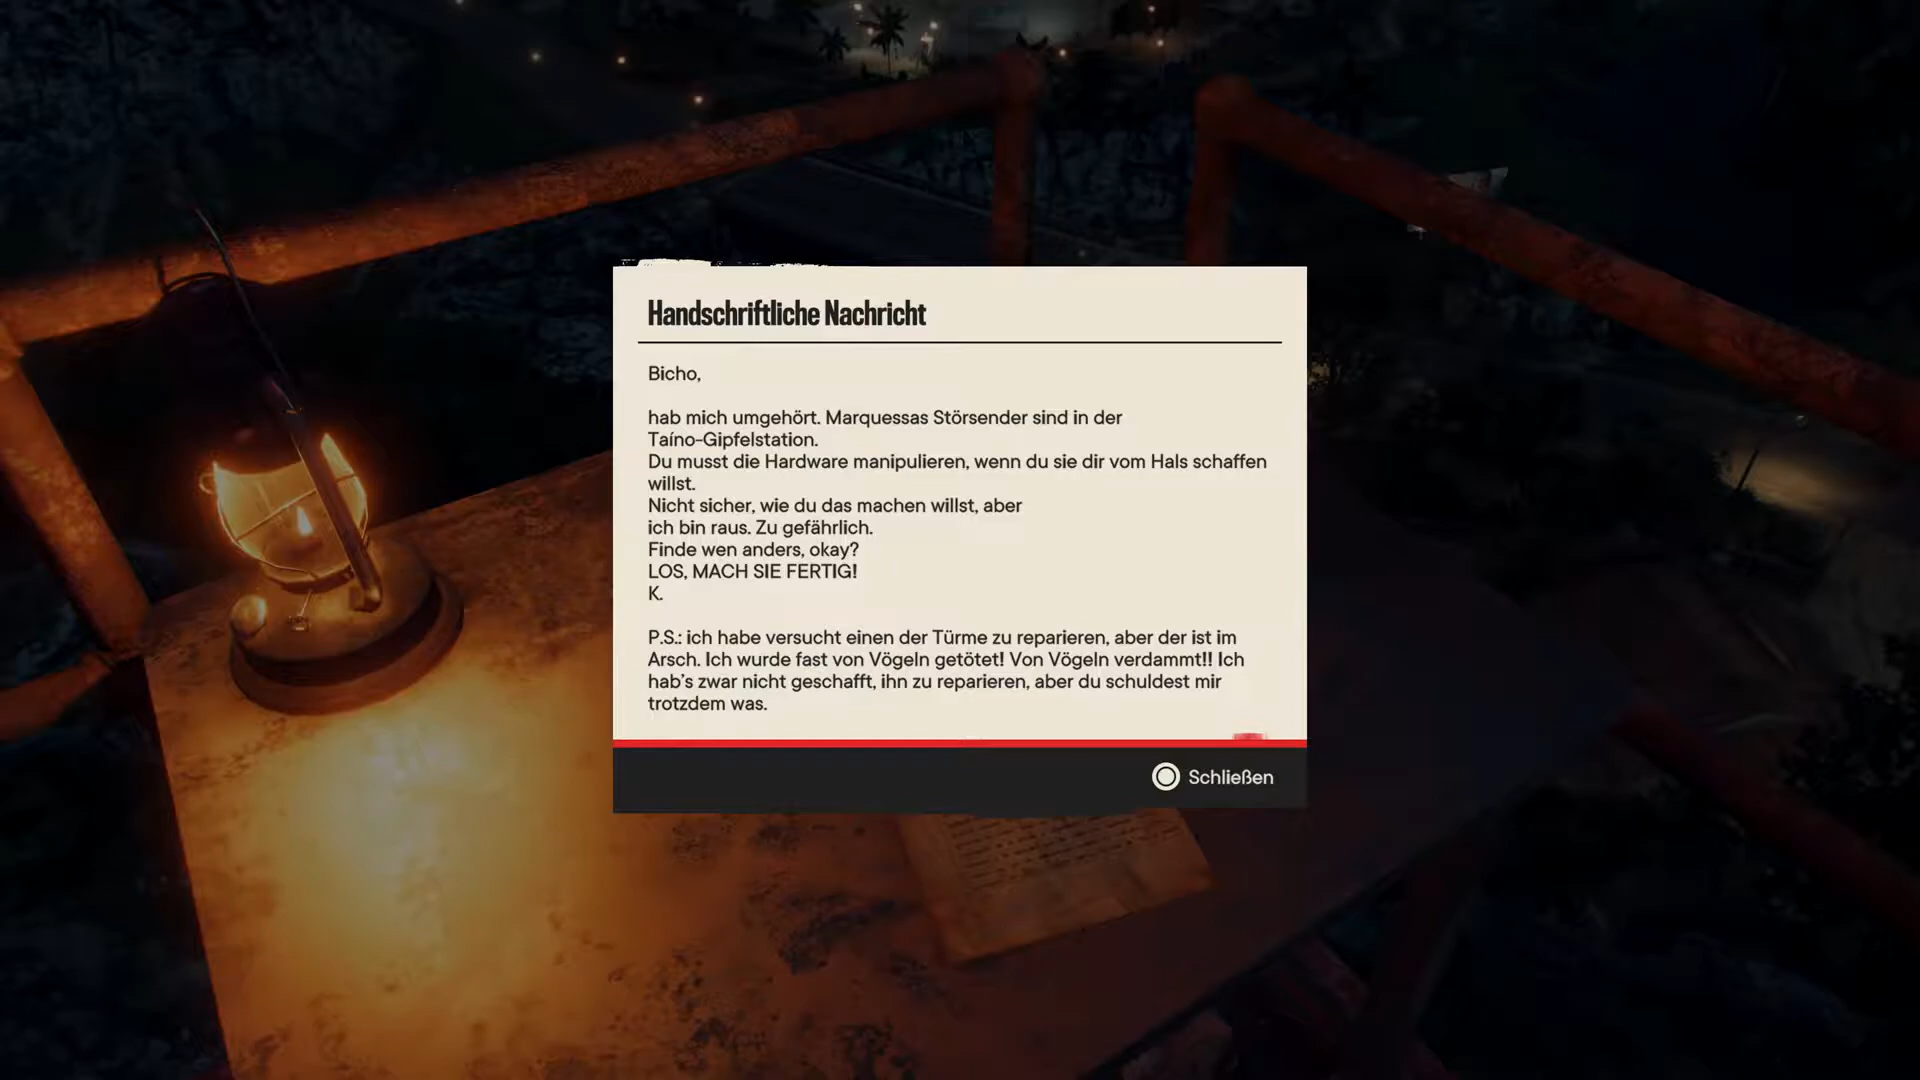 Handschriftliche Nachricht
Bicho,
hab mich umgehört. Marquessas Störsender sind in der
Taíno-Gipfelstation.
Du musst die Hardware manipulieren, wenn du sie dir vom Hals schaffen
willst.
Nicht sicher, wie du das machen willst, aber
ich bin raus. Zu gefährlich.
Finde wen anders, okay?
LOS, MACH SIE FERTIG!
K.
P.S.: ich habe versucht einen der Türme zu reparieren, aber der ist im
Arsch. Ich wurde fast von Vögeln getötet! Von Vögeln verdammt!! Ich
hab's zwar nicht geschafft, ihn zu reparieren, aber du schuldest mir
trotzdem was.
Schließen